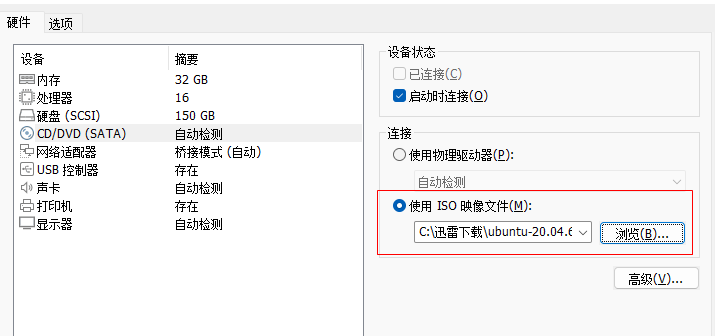 硬件 选项
设备 摘要
内存 32 GB
处理器 16
硬盘 (SCSI) 150 GB
CD/DVD (SATA) 自动检测
网络适配器 桥接模式 (自动)
USB 控制器 存在
声卡 自动检测
打印机 存在
显示器 自动检测
设备状态
已连接(C)
启动时连接(O)
连接
使用物理驱动器(P):
自动检测
使用 ISO 映像文件(M):
C:\迅雷下载\ubuntu-20.04.6 浏览(B)...
高级(V)...